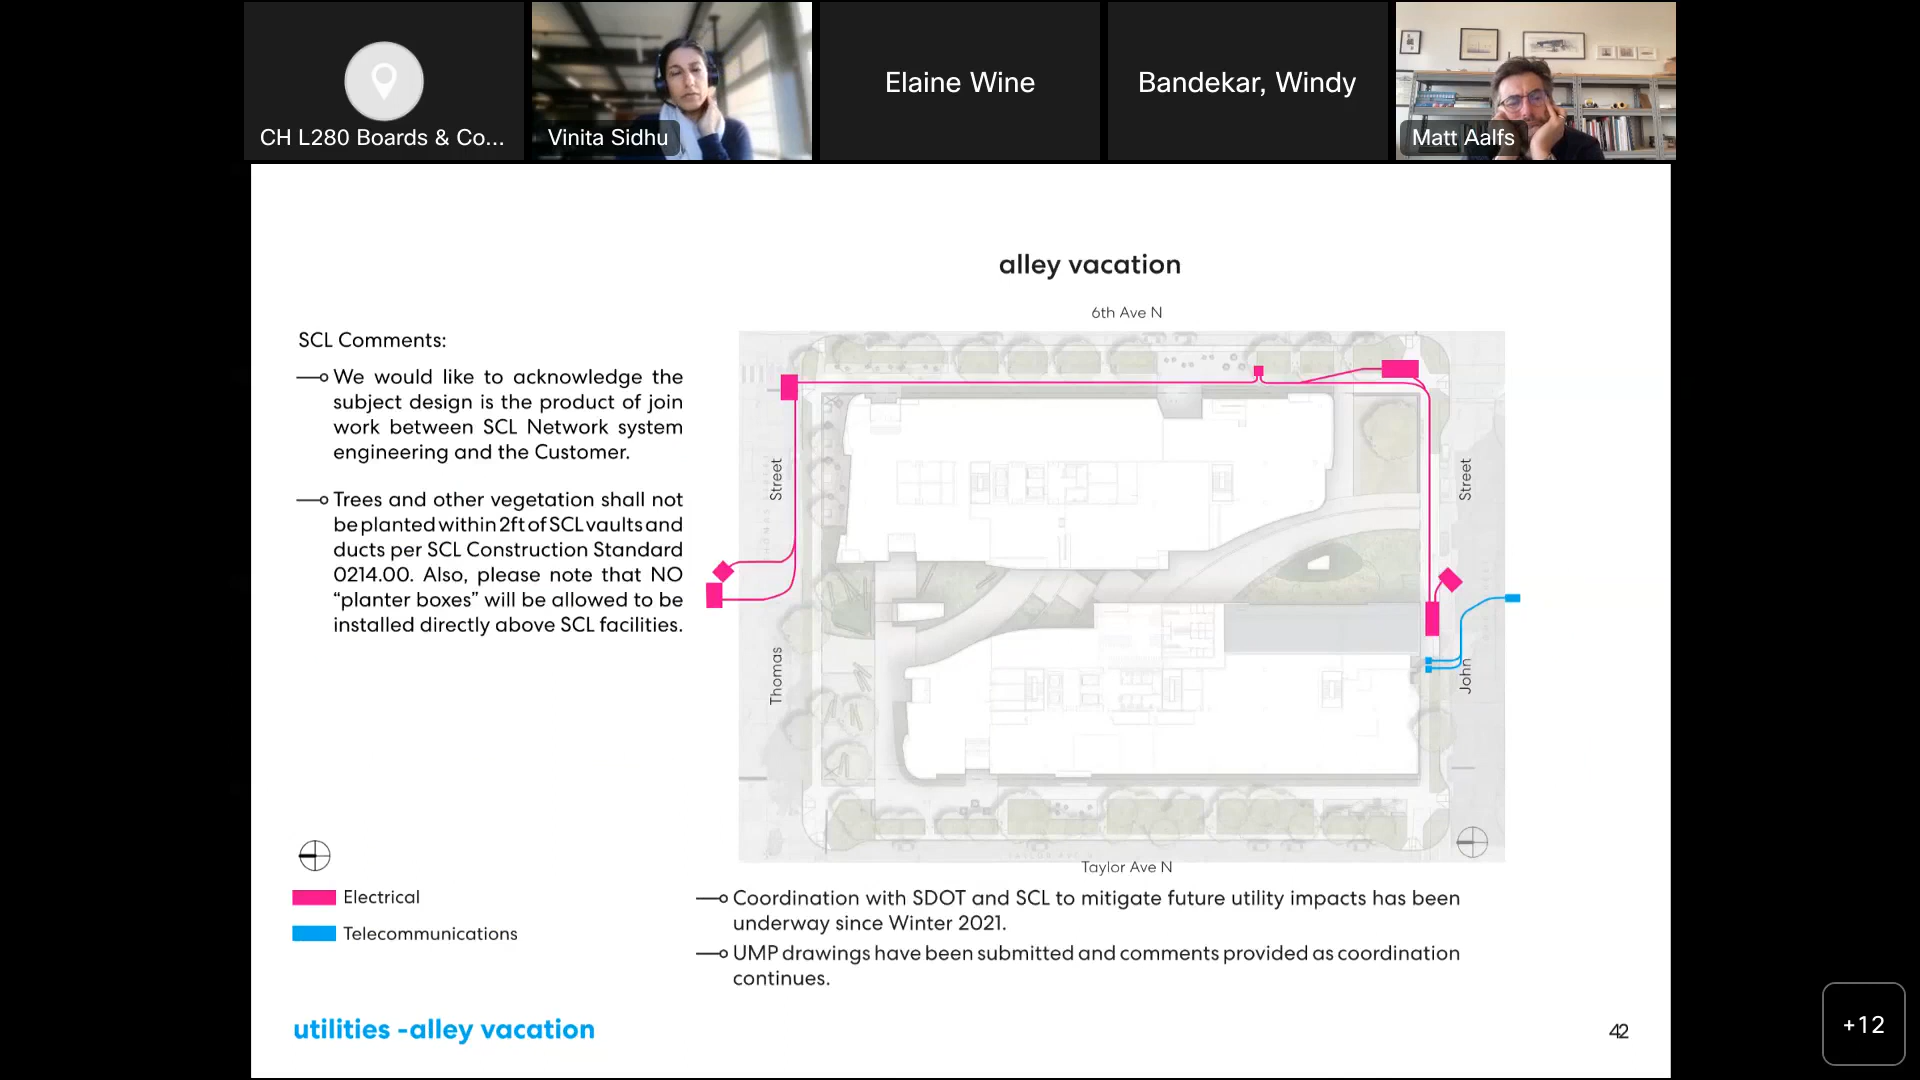 CH L280 Boards & Co...
Vinita Sidhu
Elaine Wine
Bandekar, Windy
Matt Aalfs
alley vacation
6th Ave N
SCL Comments:
We would like to acknowledge the
subject design is the product of join
work between SCL Network system
engineering and the Customer.
Trees and other vegetation shall not
be planted within 2ft of SCL vaults and
ducts per SCL Construction Standard
0214.00. Also, please note that NO
“planter boxes” will be allowed to be
installed directly above SCL facilities.
Thomas Street
John Street
Taylor Ave N
Electrical
Telecommunications
Coordination with SDOT and SCL to mitigate future utility impacts has been
underway since Winter 2021.
UMP drawings have been submitted and comments provided as coordination
continues.
utilities -alley vacation
42
+12